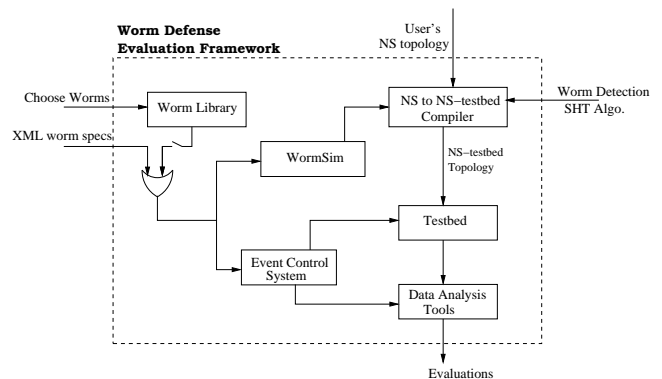 Worm Defense
Evaluation Framework
User's
NS topology
Choose Worms
Worm Library
NS to NS−testbed
Compiler
Worm Detection
SHT Algo.
XML worm specs
WormSim
NS−testbed
Topology
Testbed
Event Control
System
Data Analysis
Tools
Evaluations